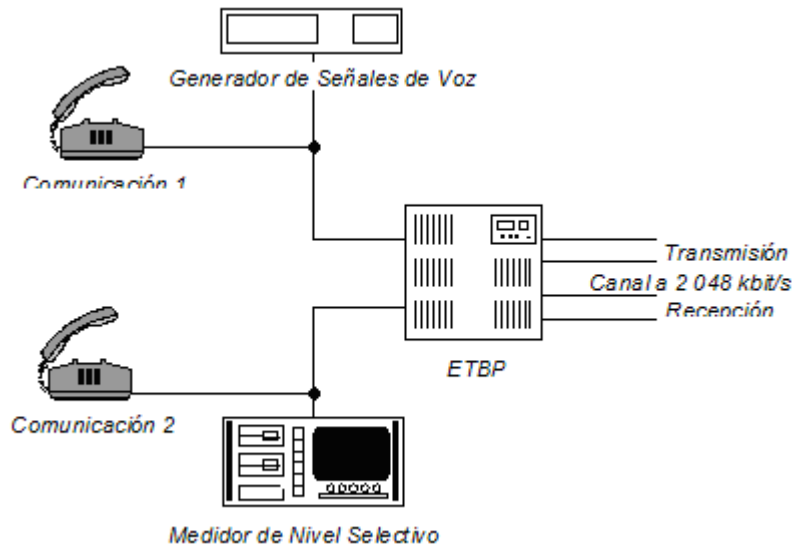 Generador de Señales de Voz
Comunicación 1
Transmisión
Canal a 2 048 kbit/s
Recepción
ETBP
Comunicación 2
Medidor de Nivel Selectivo